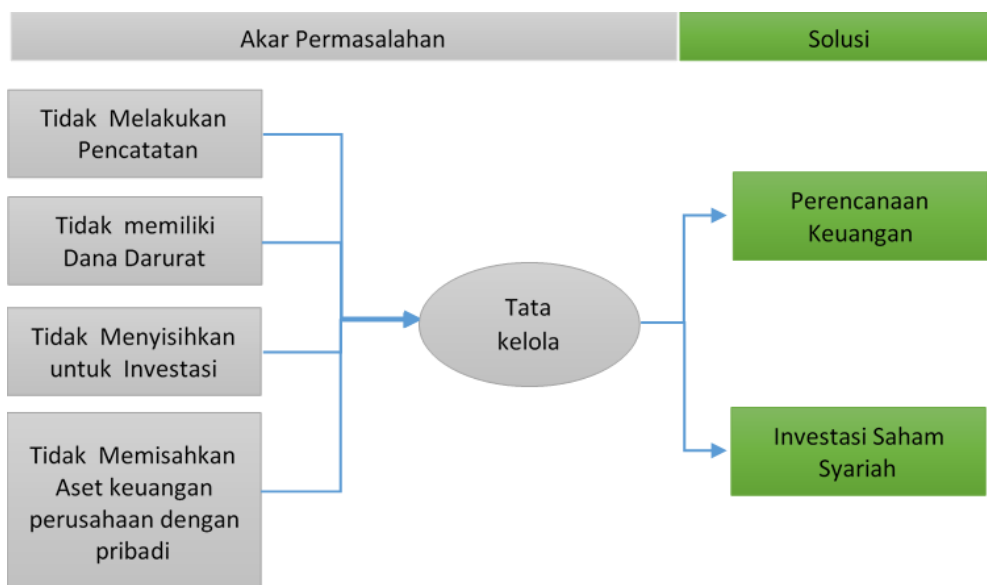 Akar Permasalahan
Solusi
Tidak Melakukan
Pencatatan
Tidak memiliki
Dana Darurat
Tidak Menyisihkan
untuk Investasi
Tidak Memisahkan
Aset keuangan
perusahaan dengan
pribadi
Tata
kelola
Perencanaan
Keuangan
Investasi Saham
Syariah